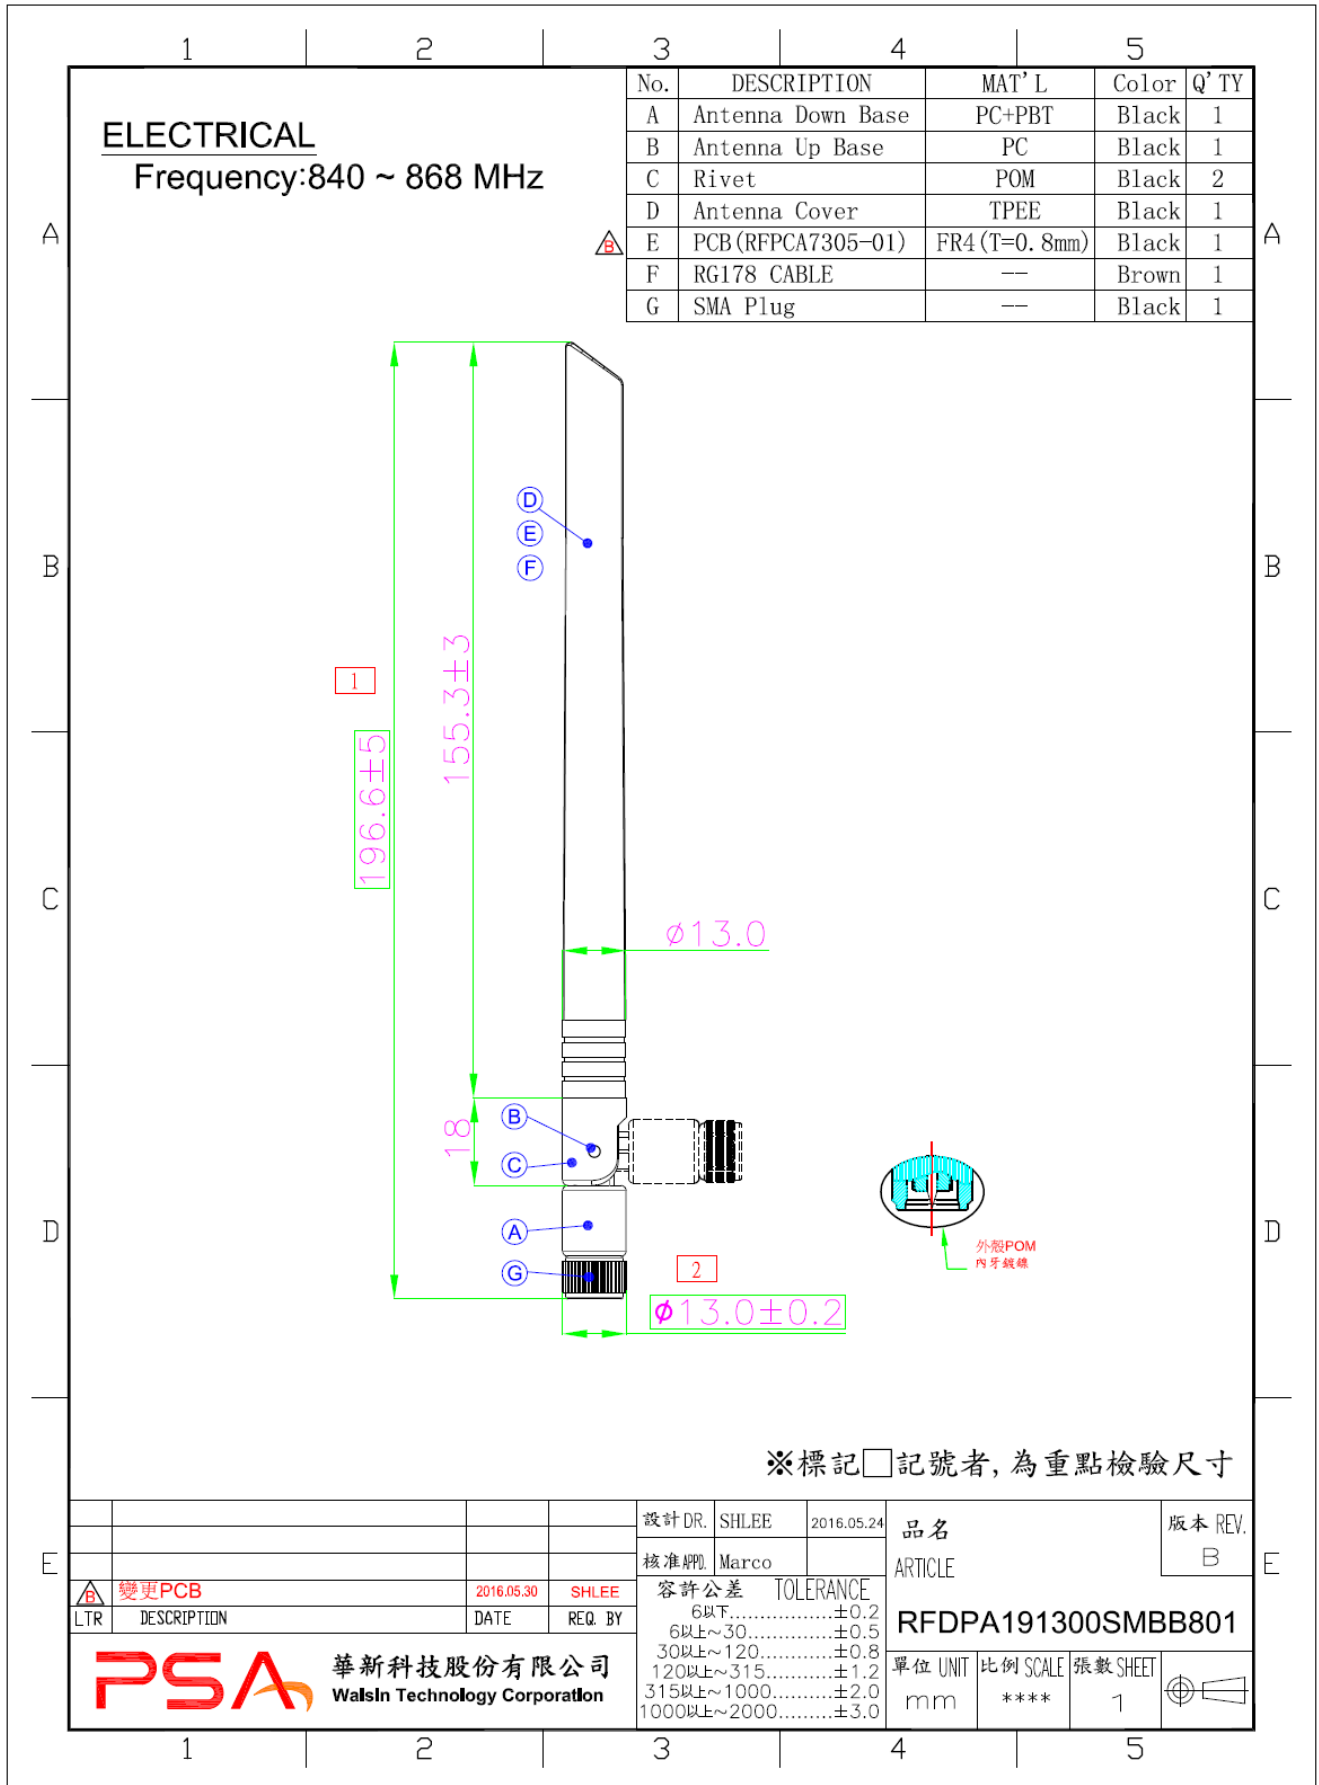 1 2 3 4 5
No. DESCRIPTION MAT'L Color Q'TY
A Antenna Down Base PC+PBT Black 1
B Antenna Up Base PC Black 1
C Rivet POM Black 2
D Antenna Cover TPEE Black 1
B E PCB(RFPCA7305-01) FR4(T=0.8mm) Black 1
F RG178 CABLE -- Brown 1
G SMA Plug -- Black 1
ELECTRICAL
Frequency:840 ~ 868 MHz
A A
D
E
F
B B
1
155.3±3
196.6±5
C C
ø13.0
B
18
C
A
G
D D
外殼POM
內牙鍍鎳
2
ø13.0±0.2
※標記□記號者,為重點檢驗尺寸
E E
B 變更PCB 2016.05.30 SHLEE
LTR DESCRIPTION DATE REQ. BY
設計 DR. SHLEE 2016.05.24
核准 APPD. Marco
容許公差 TOLERANCE
6以下..............±0.2
6以上~30............±0.5
30以上~120..........±0.8
120以上~315.........±1.2
315以上~1000........±2.0
1000以上~2000.......±3.0
品名
ARTICLE
版本 REV.
B
RFDPA191300SMBB801
單位 UNIT 比例 SCALE 張數 SHEET
mm **** 1
PSA
華新科技股份有限公司
Walsin Technology Corporation
1 2 3 4 5